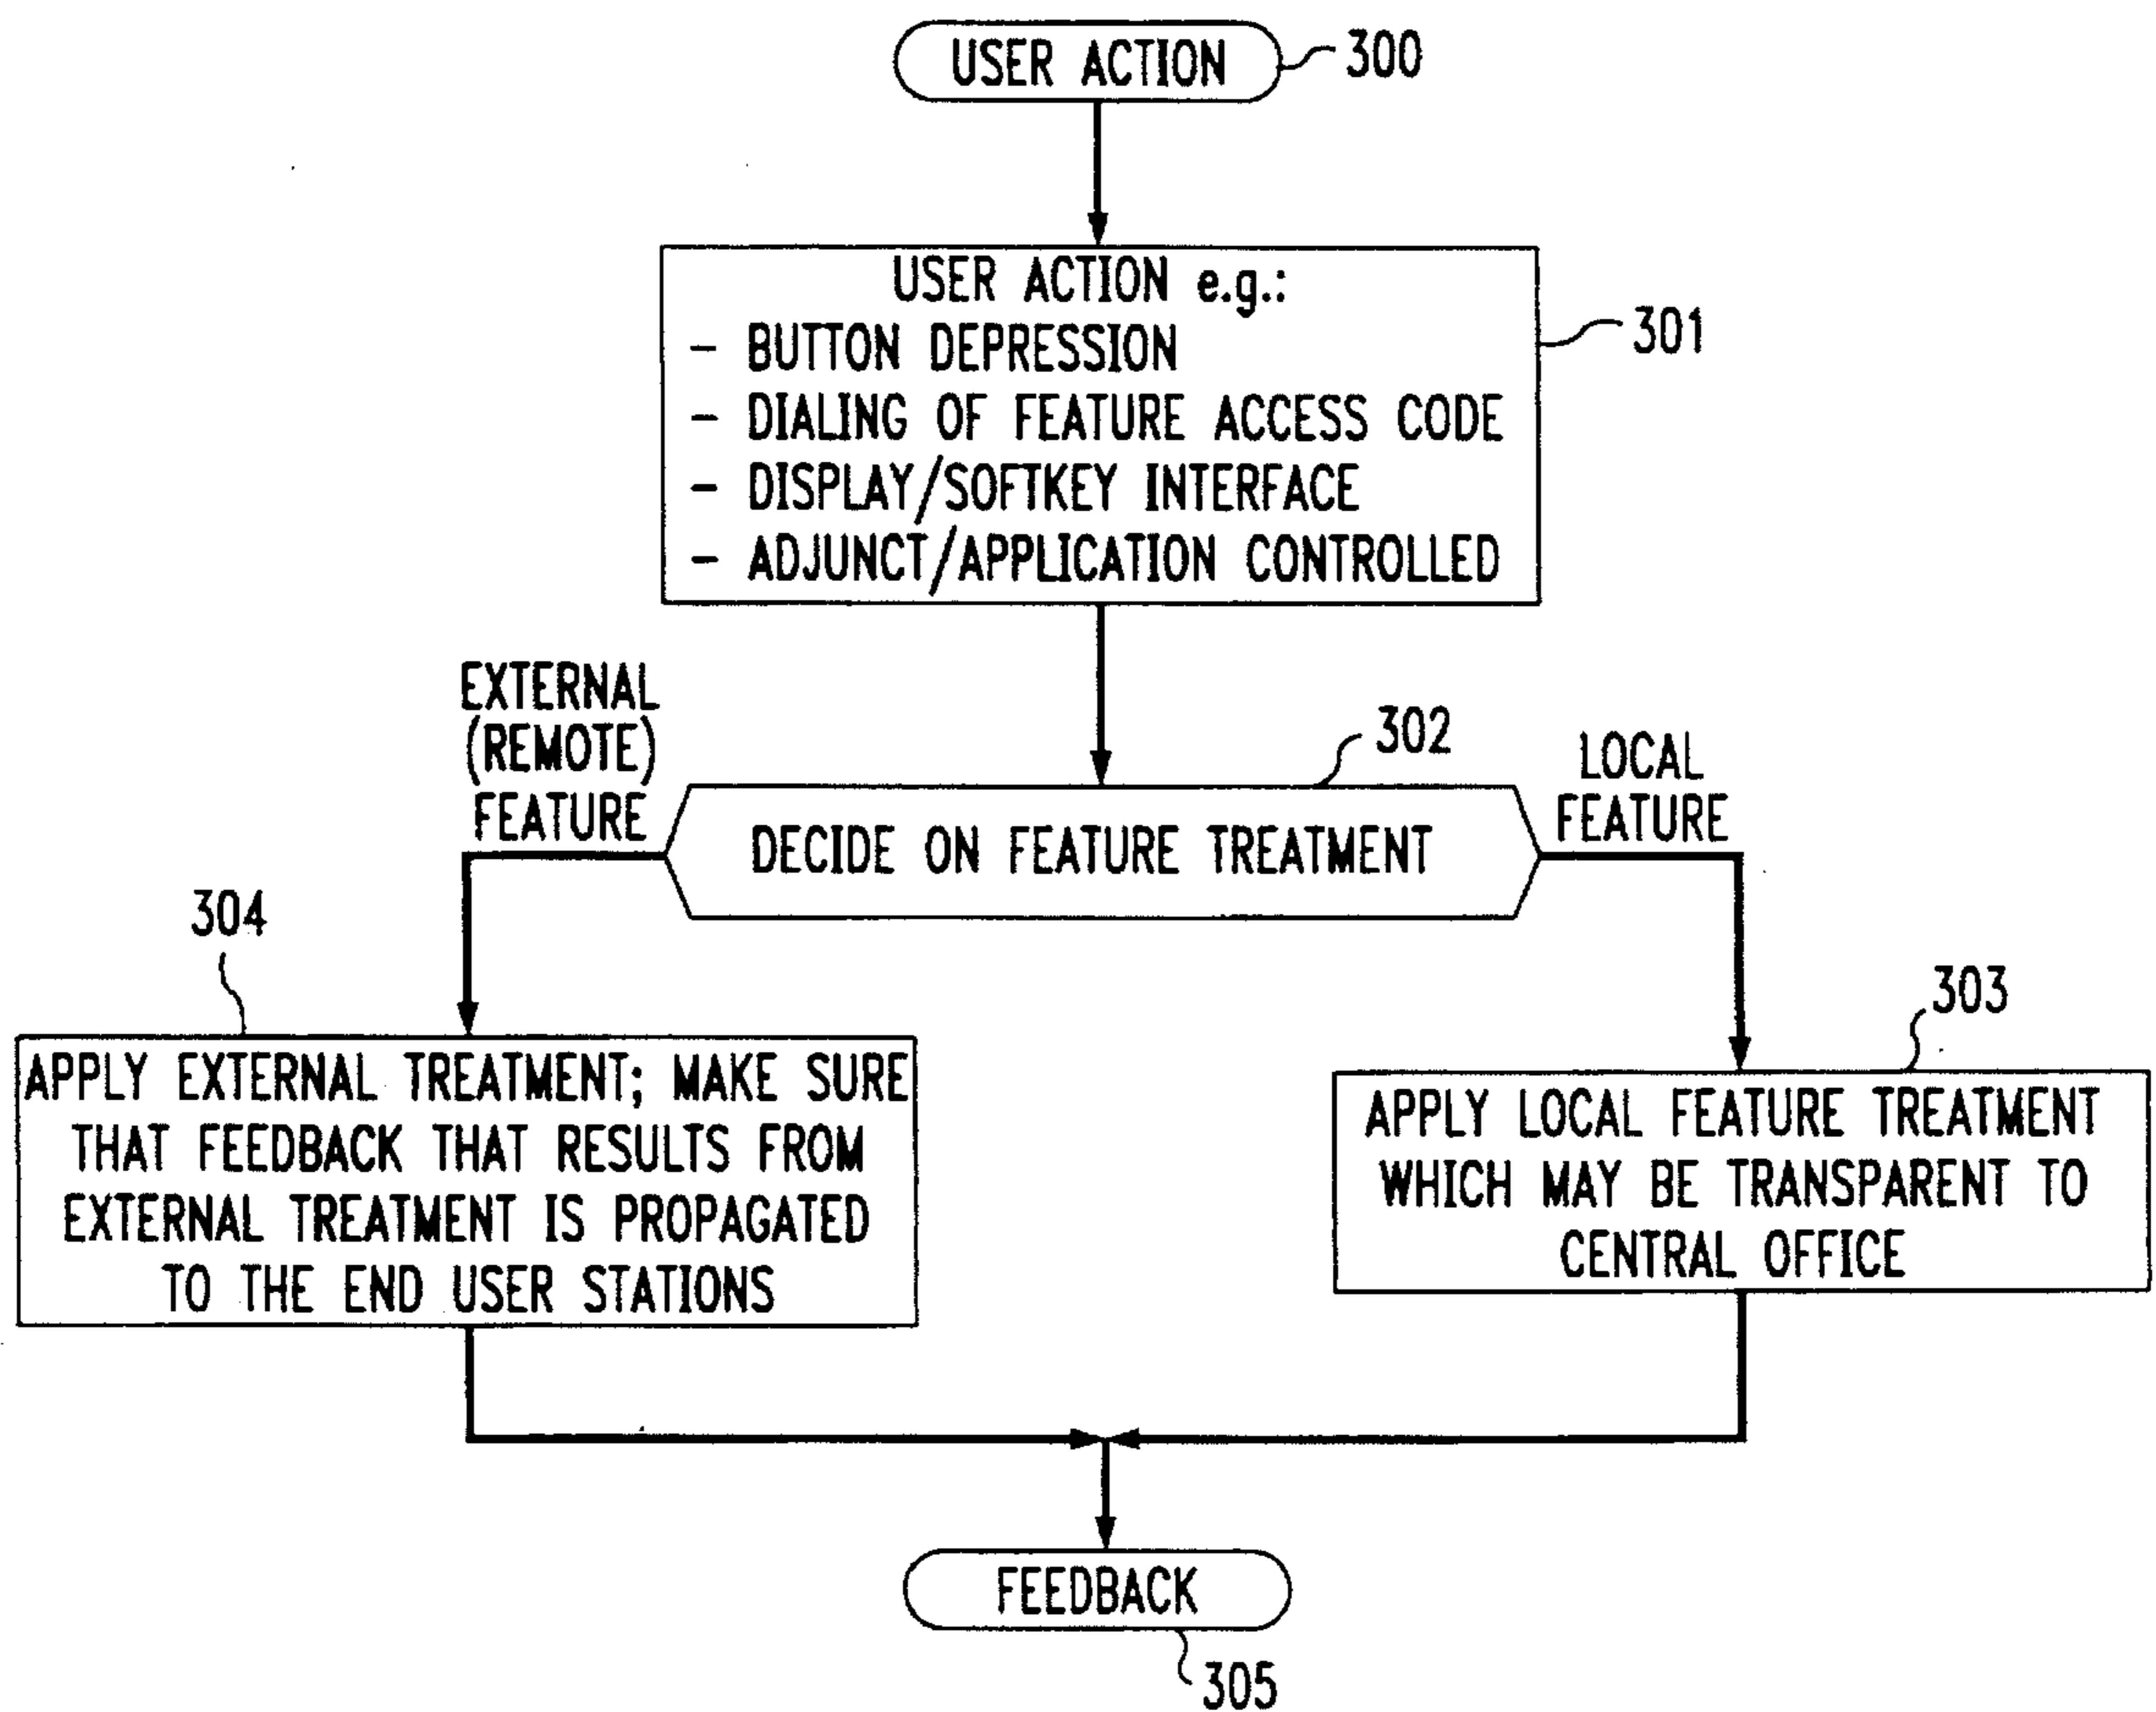 USER ACTION
300
USER ACTION e.g.:
- BUTTON DEPRESSION
- DIALING OF FEATURE ACCESS CODE
- DISPLAY/SOFTKEY INTERFACE
- ADJUNCT/APPLICATION CONTROLLED
301
EXTERNAL
(REMOTE)
FEATURE
302
LOCAL
FEATURE
DECIDE ON FEATURE TREATMENT
304
APPLY EXTERNAL TREATMENT; MAKE SURE
THAT FEEDBACK THAT RESULTS FROM
EXTERNAL TREATMENT IS PROPAGATED
TO THE END USER STATIONS
303
APPLY LOCAL FEATURE TREATMENT
WHICH MAY BE TRANSPARENT TO
CENTRAL OFFICE
FEEDBACK
305